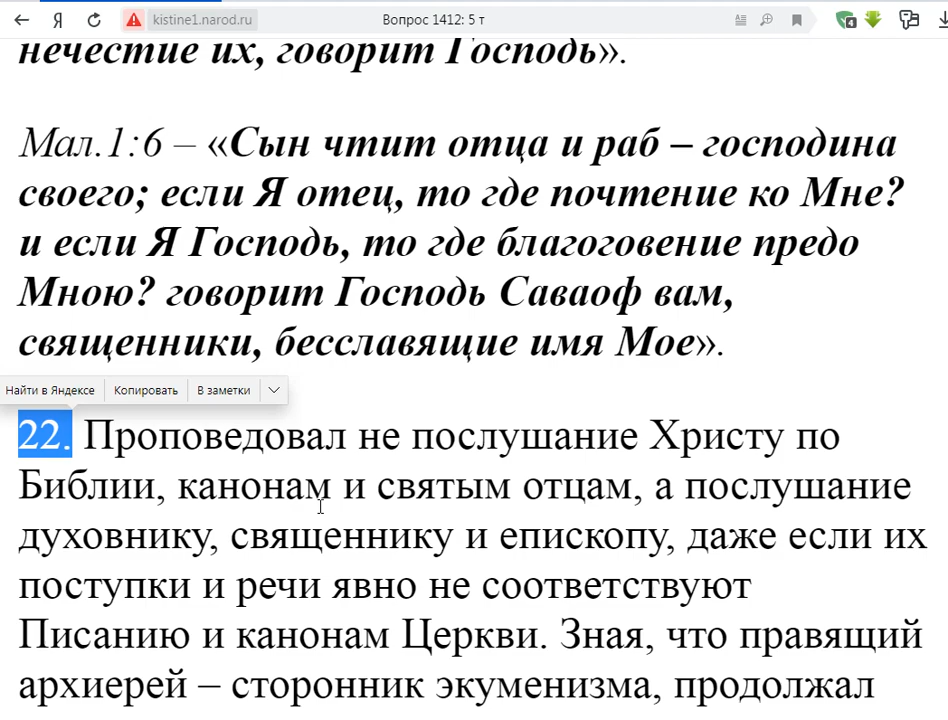 Я kistine1.narod.ru Вопрос 1412: 5 т 4
нечестие их, говорит Господь».
Мал.1:6 – «Сын чтит отца и раб – господина
своего; если Я отец, то где почтение ко Мне?
и если Я Господь, то где благоговение предо
Мною? говорит Господь Саваоф вам,
священники, бесславящие имя Мое».
Найти в Яндексе Копировать В заметки
22. Проповедовал не послушание Христу по
Библии, канонам и святым отцам, а послушание
духовнику, священнику и епископу, даже если их
поступки и речи явно не соответствуют
Писанию и канонам Церкви. Зная, что правящий
архиерей – сторонник экуменизма, продолжал